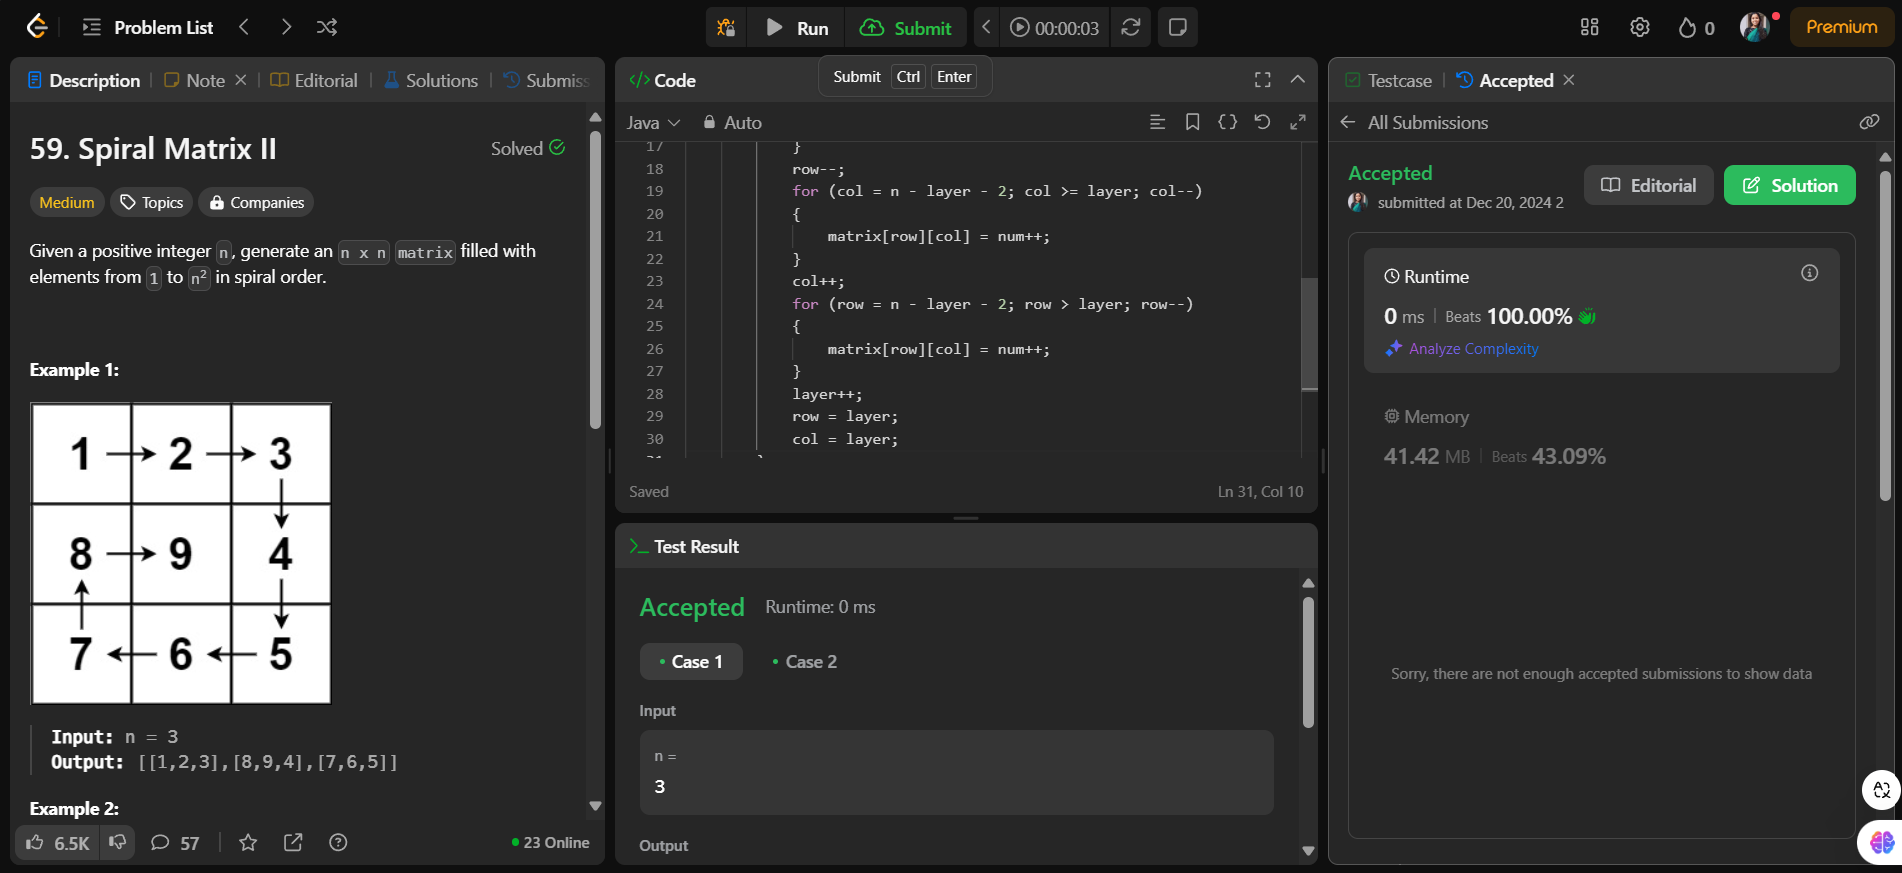 Problem List
Run
Submit
00:00:03
0
Premium
Description
Note
Editorial
Solutions
Submiss
59. Spiral Matrix II
Solved
Medium
Topics
Companies
Given a positive integer n, generate an n x n matrix filled with
elements from 1 to n² in spiral order.
Example 1:
1 2 3
8 9 4
7 6 5
Input: n = 3
Output: [[1,2,3],[8,9,4],[7,6,5]]
Example 2:
6.5K
57
23 Online
</> Code
Submit Ctrl Enter
Java
Auto
17 }
18 row--;
19 for (col = n - layer - 2; col >= layer; col--)
20 {
21 matrix[row][col] = num++;
22 }
23 col++;
24 for (row = n - layer - 2; row > layer; row--)
25 {
26 matrix[row][col] = num++;
27 }
28 layer++;
29 row = layer;
30 col = layer;
Saved
Ln 31, Col 10
Test Result
Accepted Runtime: 0 ms
Case 1
Case 2
Input
n =
3
Output
Testcase
Accepted
All Submissions
Accepted
submitted at Dec 20, 2024 2
Editorial
Solution
Runtime
0 ms | Beats 100.00%
Analyze Complexity
Memory
41.42 MB | Beats 43.09%
Sorry, there are not enough accepted submissions to show data